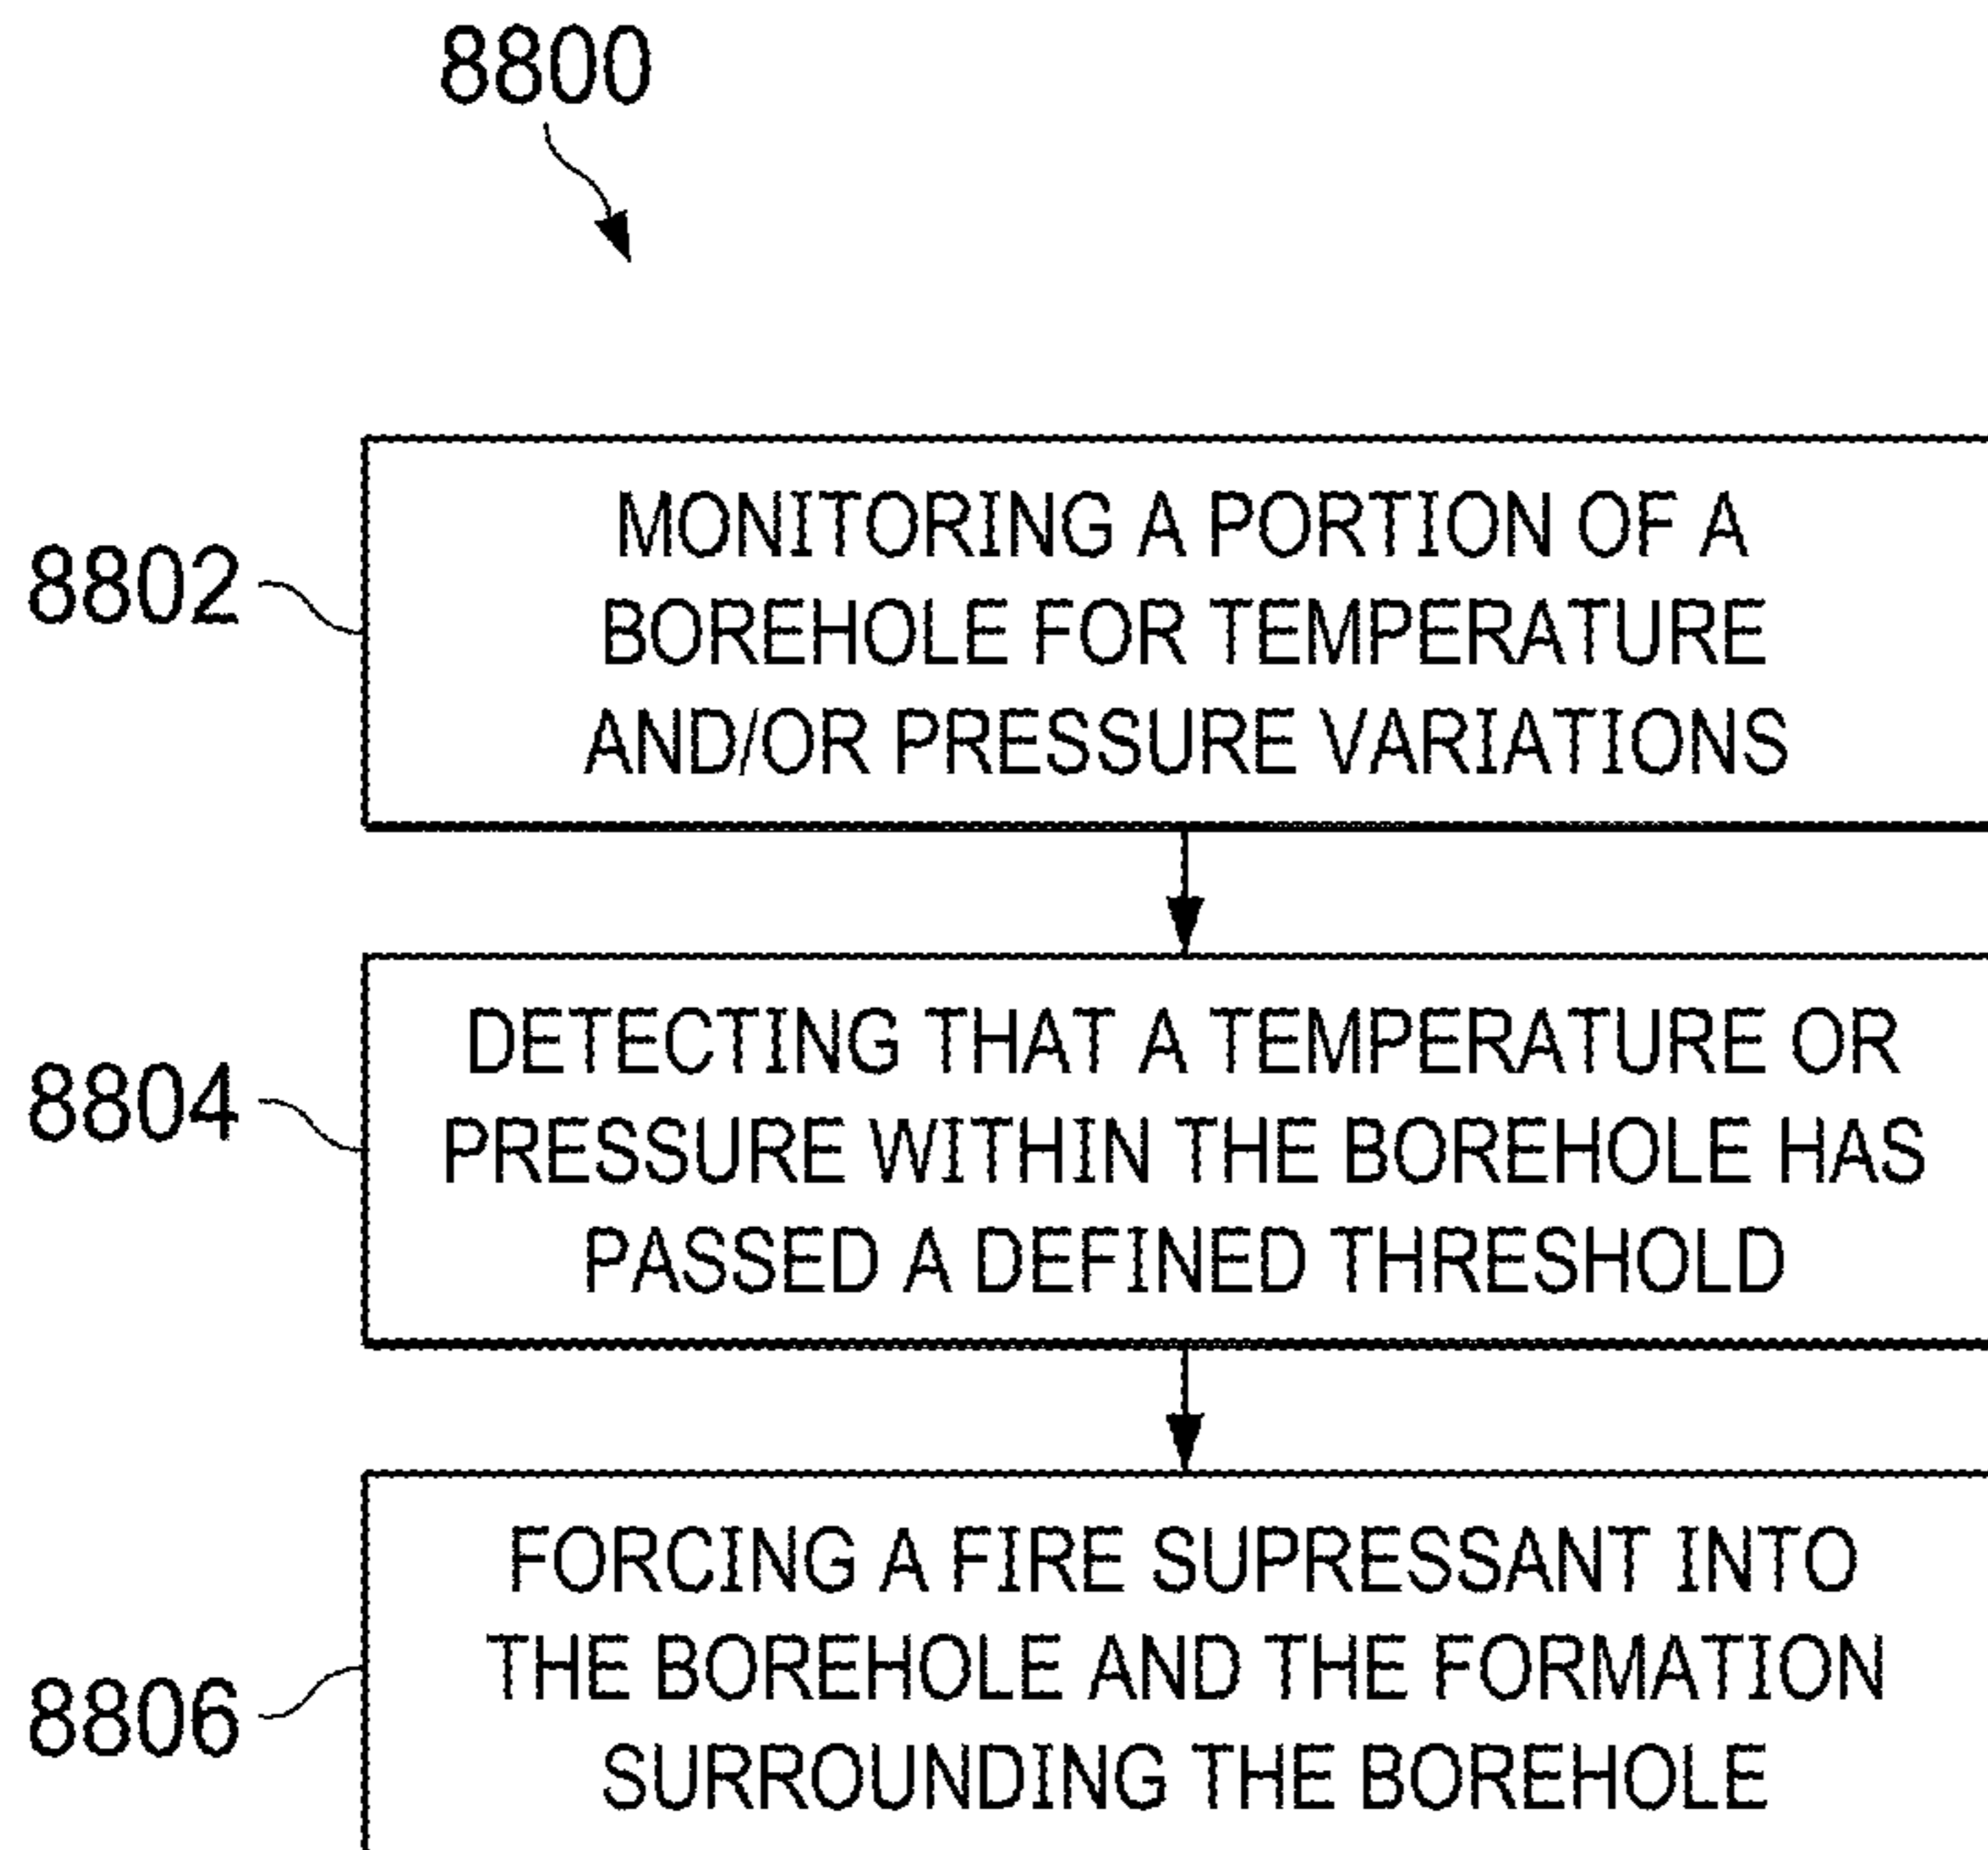 8800
8802
MONITORING A PORTION OF A
BOREHOLE FOR TEMPERATURE
AND/OR PRESSURE VARIATIONS
8804
DETECTING THAT A TEMPERATURE OR
PRESSURE WITHIN THE BOREHOLE HAS
PASSED A DEFINED THRESHOLD
8806
FORCING A FIRE SUPRESSANT INTO
THE BOREHOLE AND THE FORMATION
SURROUNDING THE BOREHOLE